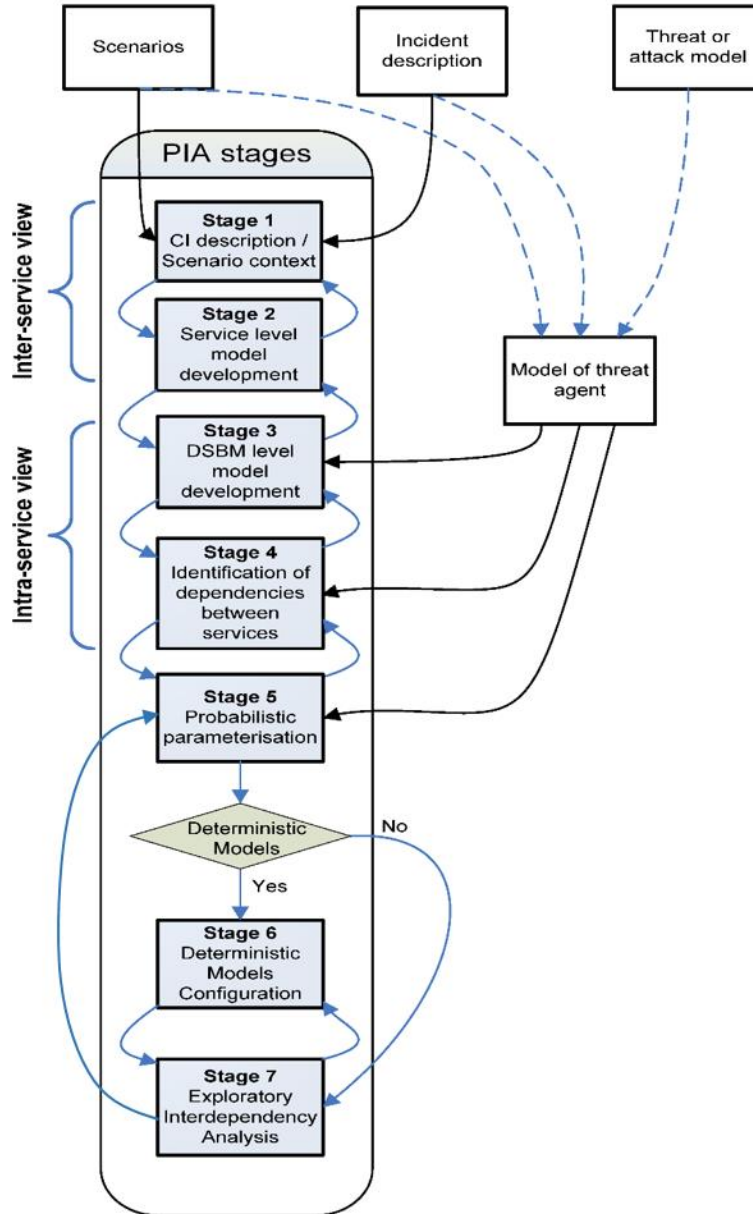 Scenarios
Incident
description
Threat or
attack model
PIA stages
Inter-service view
Stage 1
CI description /
Scenario context
Stage 2
Service level
model
development
Model of threat
agent
Intra-service view
Stage 3
DSBM level
model
development
Stage 4
Identification of
dependencies
between
services
Stage 5
Probabilistic
parameterisation
Deterministic
Models
No
Yes
Stage 6
Deterministic
Models
Configuration
Stage 7
Exploratory
Interdependency
Analysis